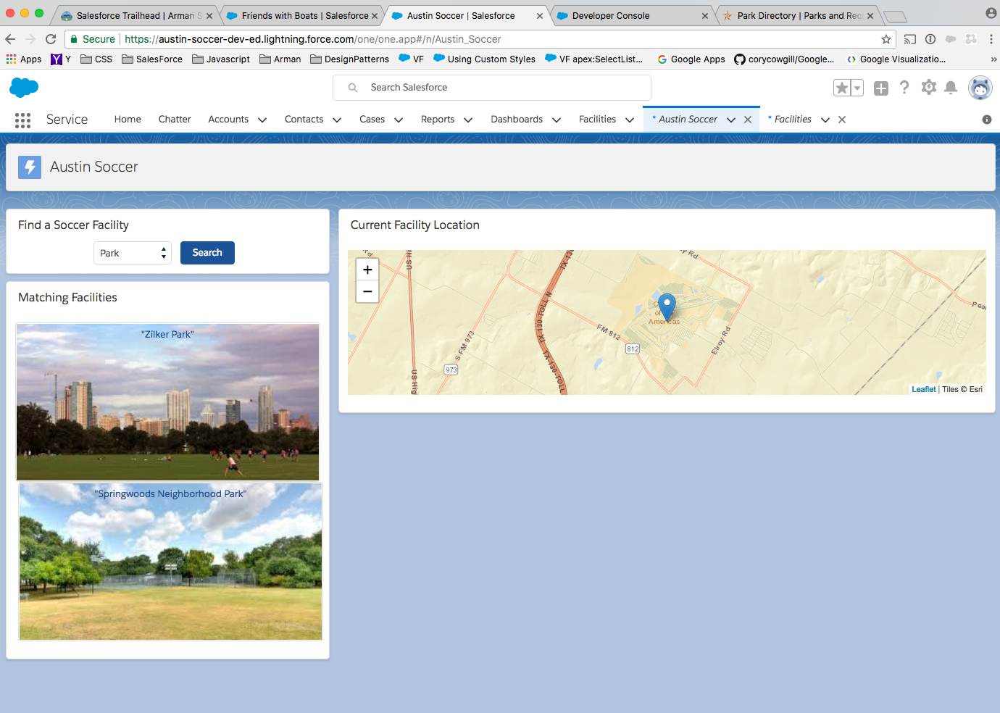 Salesforce Trailhead | Arman S
Friends with Boats | Salesforce
Austin Soccer | Salesforce
Developer Console
Park Directory | Parks and Rec
Secure
https://austin-soccer-dev-ed.lightning.force.com/one/one.app#/n/Austin_Soccer
Apps
Y
CSS
SalesForce
Javascript
Arman
DesignPatterns
VF
Using Custom Styles
VF apex:SelectList...
Google Apps
corycowgill/Google...
Google Visualizatio...
»
Search Salesforce
Service
Home
Chatter
Accounts
Contacts
Cases
Reports
Dashboards
Facilities
* Austin Soccer
* Facilities
Austin Soccer
Find a Soccer Facility
Park
Search
Matching Facilities
"Zilker Park"
"Springwoods Neighborhood Park"
Current Facility Location
+
−
US Hi
S FM 973
973
US Hig
TX-130
TX-130-TOLL N
TX-130-TOLL
FM 812
812
Elroy Rd
Americas
Leaflet | Tiles © Esri